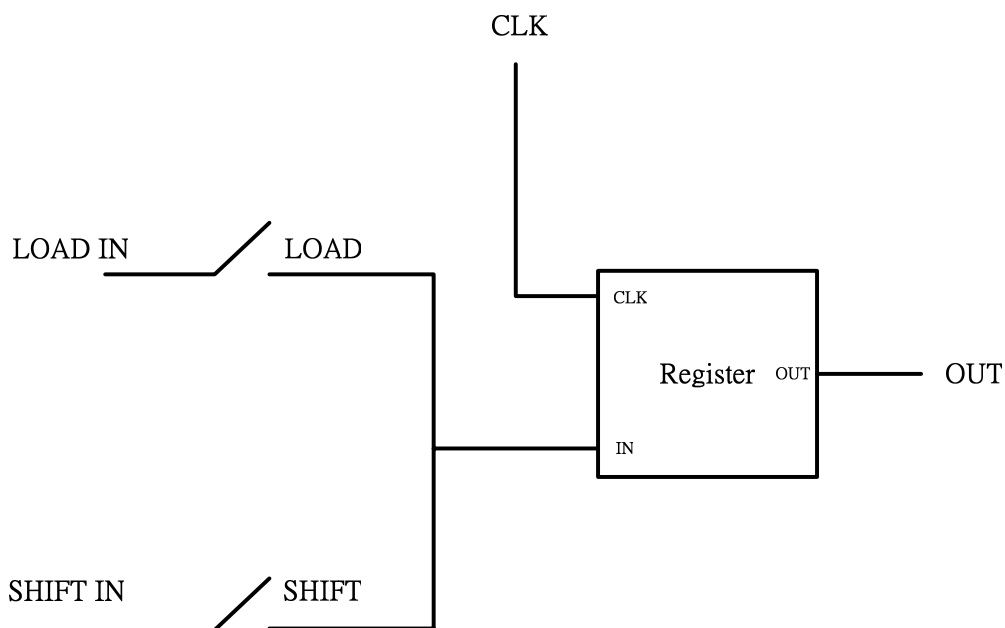 CLK
LOAD IN
LOAD
CLK
Register
OUT
OUT
IN
SHIFT IN
SHIFT